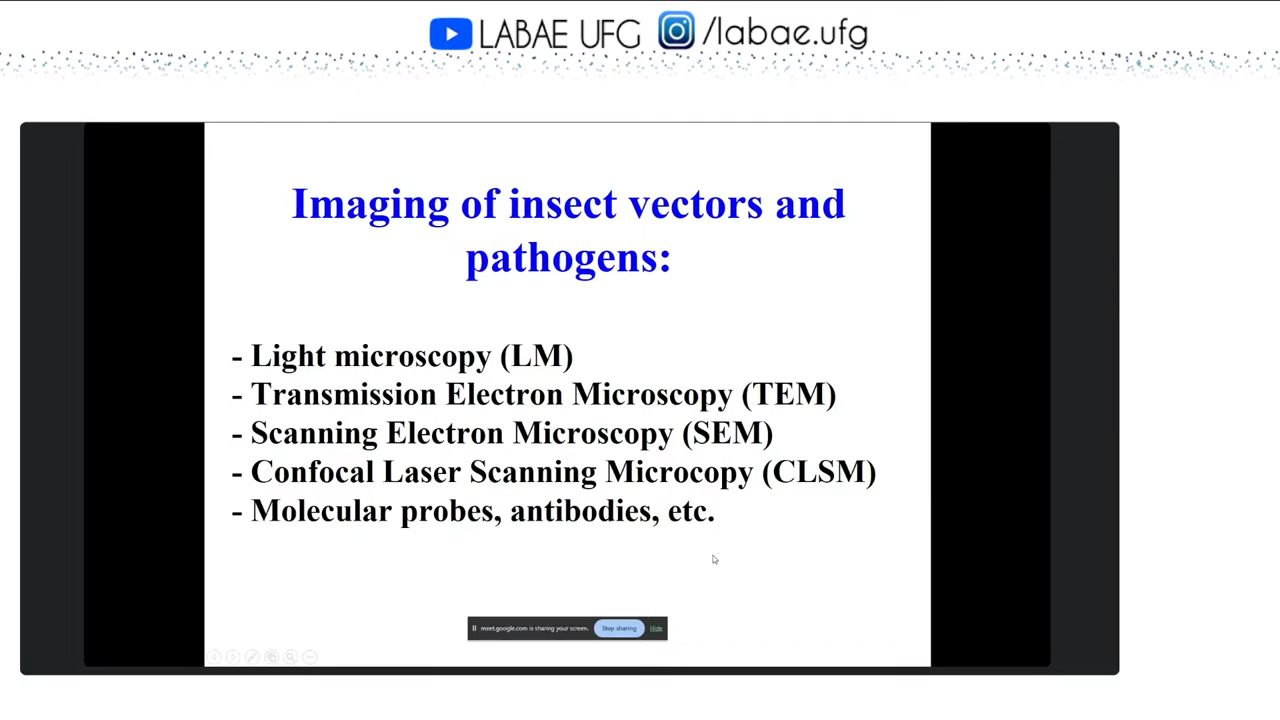 LABAE UFG /labae.ufg
Imaging of insect vectors and
pathogens:
- Light microscopy (LM)
- Transmission Electron Microscopy (TEM)
- Scanning Electron Microscopy (SEM)
- Confocal Laser Scanning Microcopy (CLSM)
- Molecular probes, antibodies, etc.
meet.google.com is sharing your screen. Stop sharing Hide